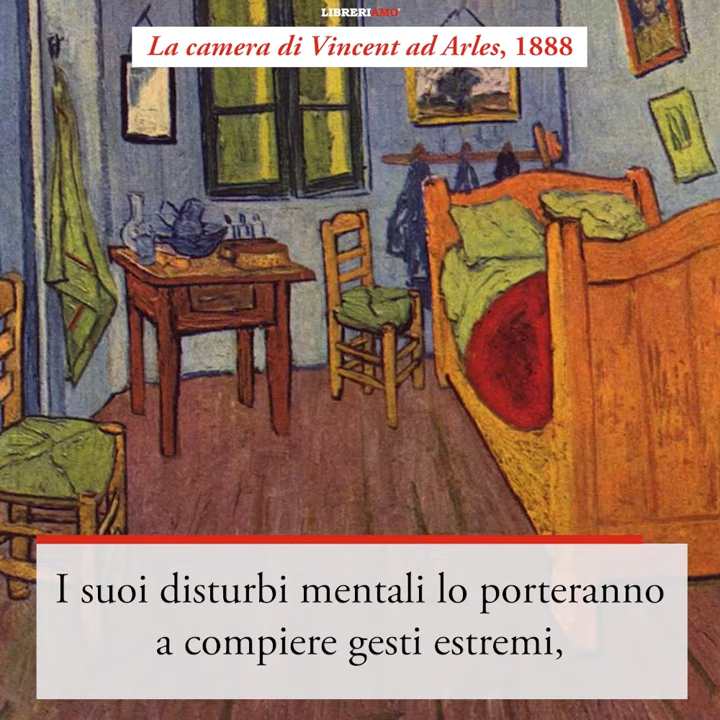 LIBRERIAMO
La camera di Vincent ad Arles, 1888
I suoi disturbi mentali lo porteranno
a compiere gesti estremi,